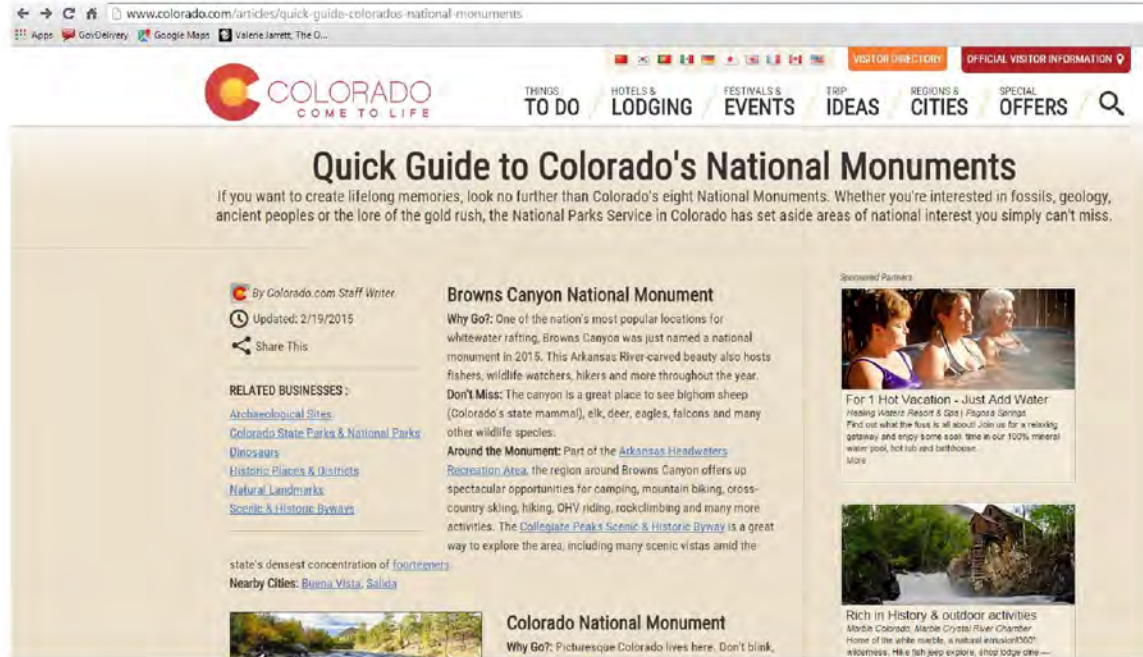 www.colorado.com/articles/quick-guide-colorados-national-monuments
Apps GovDelivery Google Maps Valerie Jarrett, The O...
VISITOR DIRECTORY OFFICIAL VISITOR INFORMATION
COLORADO
COME TO LIFE
THINGS TO DO
HOTELS & LODGING
FESTIVALS & EVENTS
TRIP IDEAS
REGIONS & CITIES
SPECIAL OFFERS
Quick Guide to Colorado's National Monuments
If you want to create lifelong memories, look no further than Colorado's eight National Monuments. Whether you're interested in fossils, geology,
ancient peoples or the lore of the gold rush, the National Parks Service in Colorado has set aside areas of national interest you simply can't miss.
By Colorado.com Staff Writer
Updated: 2/19/2015
Share This
RELATED BUSINESSES :
Archaeological Sites
Colorado State Parks & National Parks
Dinosaurs
Historic Places & Districts
Natural Landmarks
Scenic & Historic Byways
Browns Canyon National Monument
Why Go?: One of the nation's most popular locations for
whitewater rafting, Browns Canyon was just named a national
monument in 2015. This Arkansas River-carved beauty also hosts
fishers, wildlife watchers, hikers and more throughout the year.
Don't Miss: The canyon is a great place to see bighorn sheep
(Colorado's state mammal), elk, deer, eagles, falcons and many
other wildlife species.
Around the Monument: Part of the Arkansas Headwaters
Recreation Area, the region around Browns Canyon offers up
spectacular opportunities for camping, mountain biking, cross-
country skiing, hiking, OHV riding, rockclimbing and many more
activities. The Collegiate Peaks Scenic & Historic Byway is a great
way to explore the area, including many scenic vistas amid the
state's densest concentration of fourteeners.
Nearby Cities: Buena Vista, Salida
Colorado National Monument
Why Go?: Picturesque Colorado lives here. Don't blink,
Sponsored Partners
For 1 Hot Vacation - Just Add Water
Healing Waters Resort & Spa | Pagosa Springs
Find out what the fuss is all about! Join us for a relaxing
getaway and enjoy some soak time in our 100% mineral
water pool, hot tub and bathhouse.
More
Rich in History & outdoor activities
Marble Colorado, Marble Crystal River Chamber
Home of the white marble, a natural
wilderness. Hike fish jeep explore, shop lodge dine —